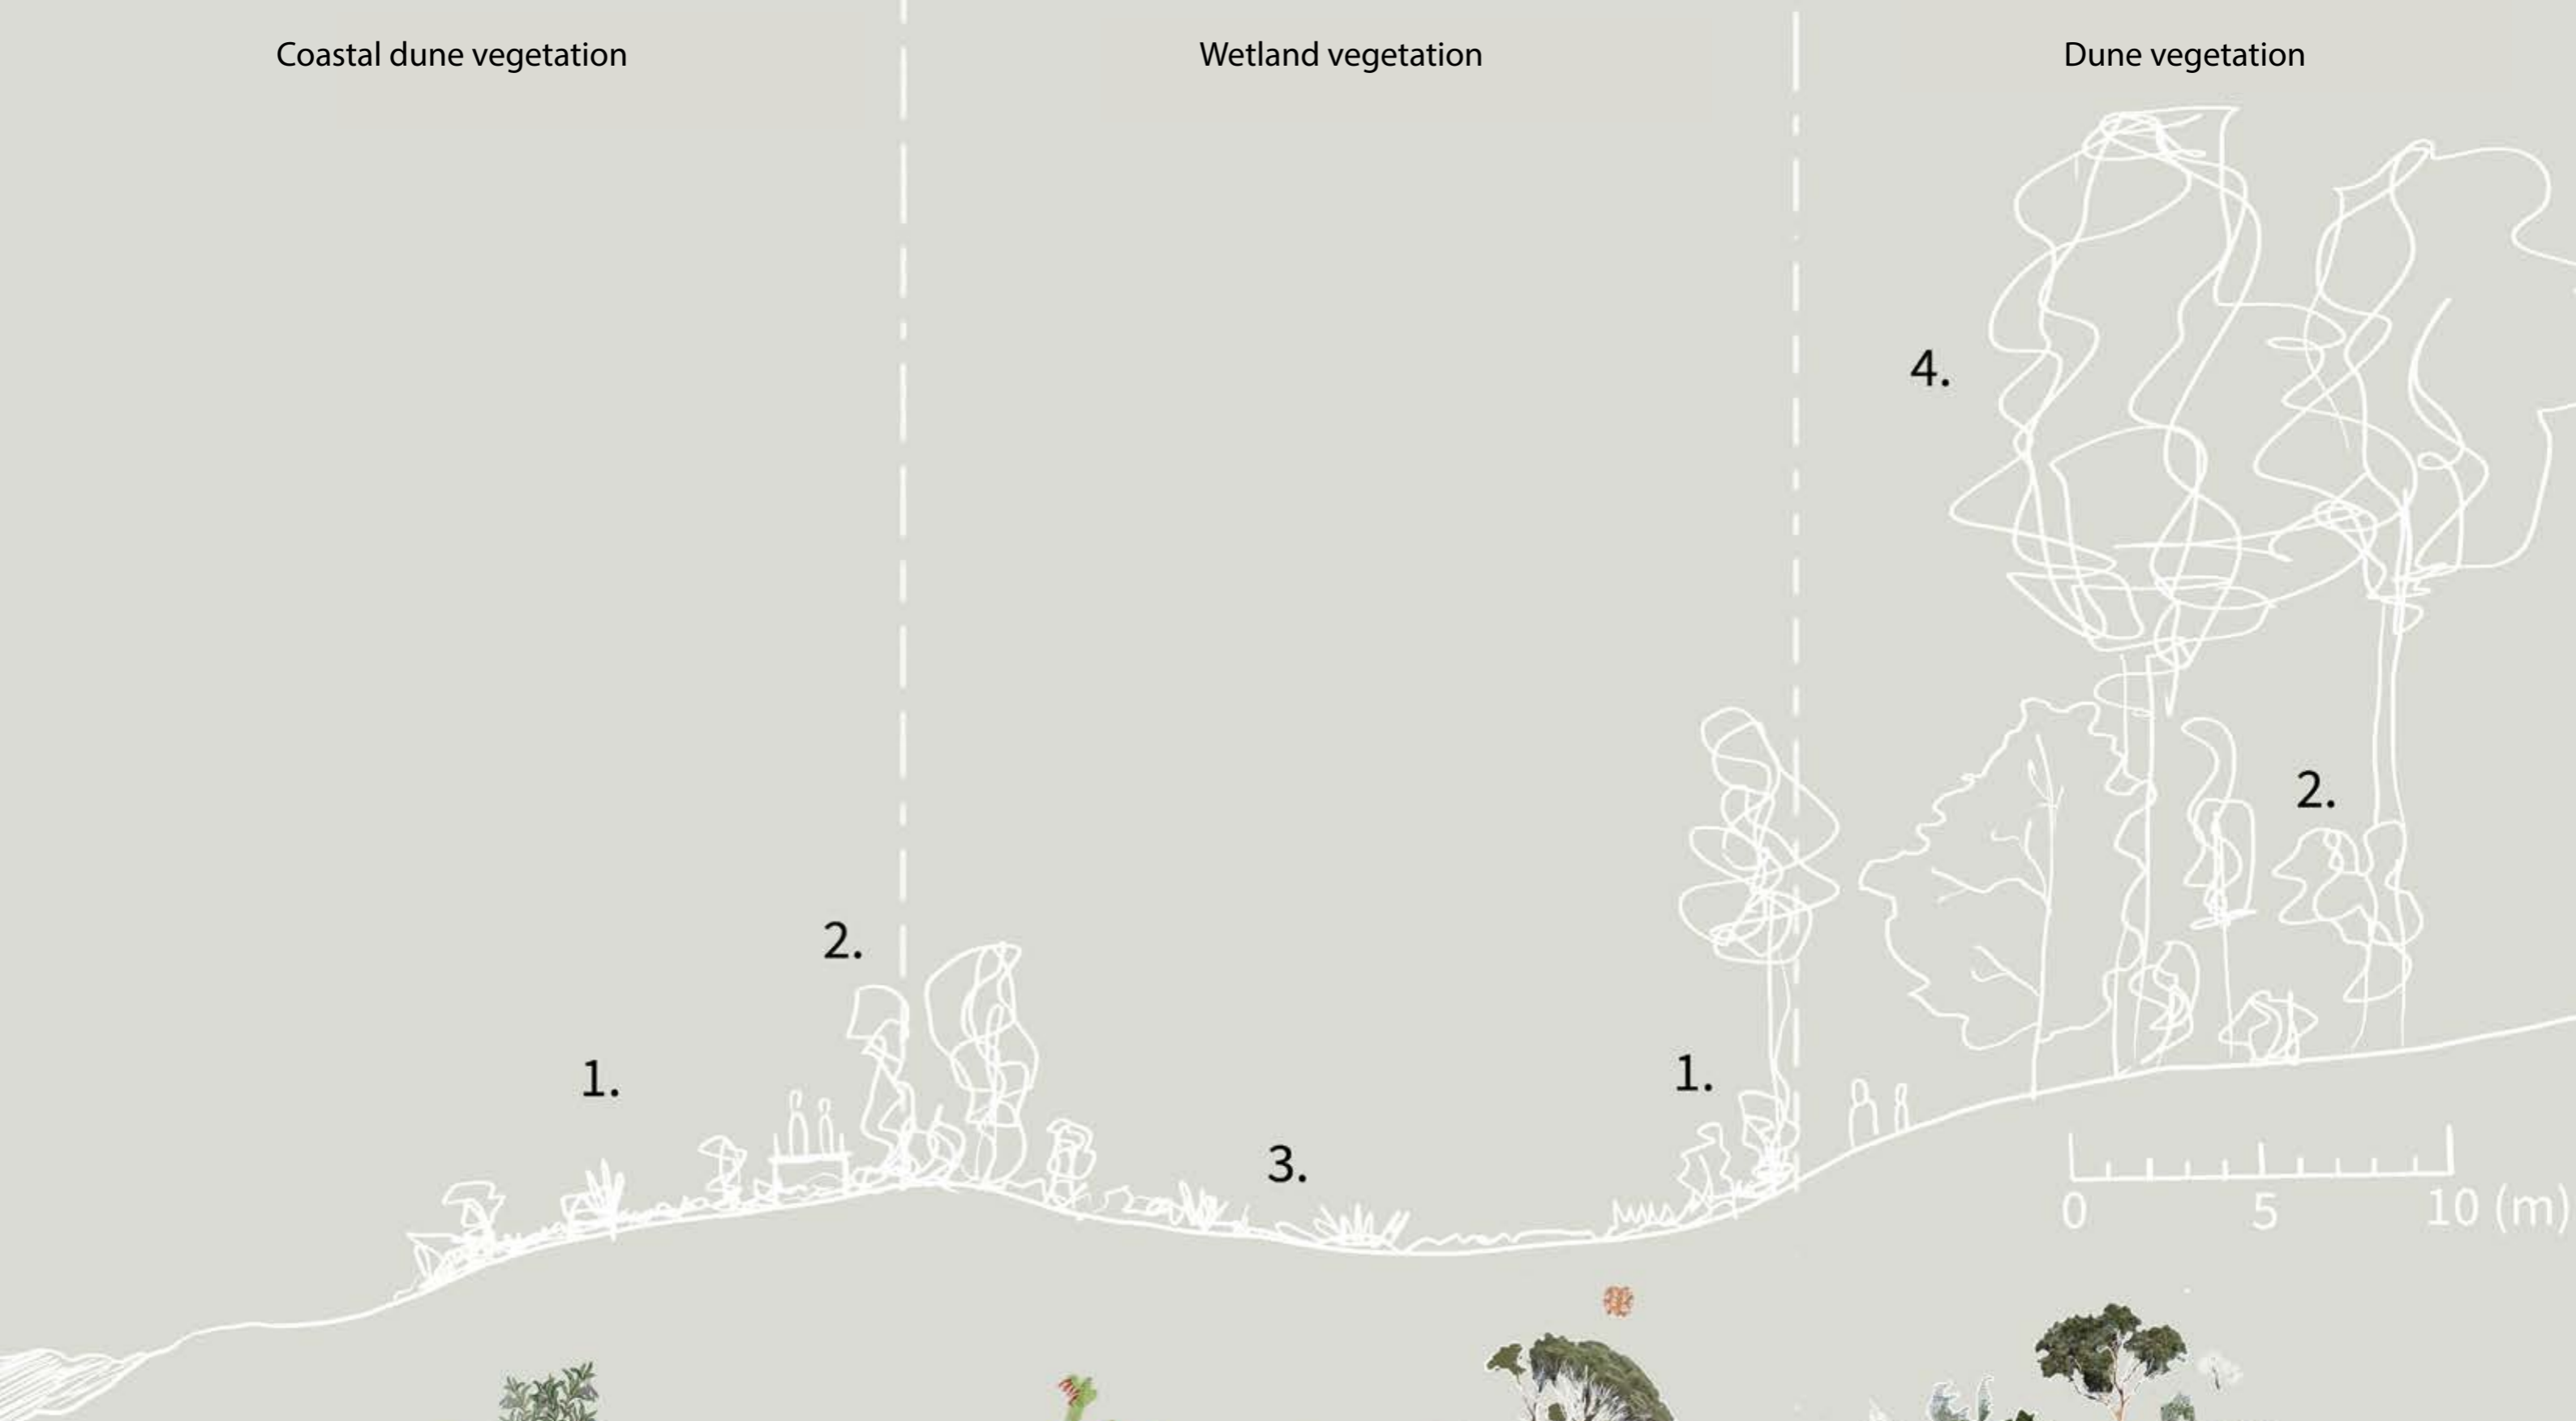 Coastal dune vegetation
Wetland vegetation
Dune vegetation
4.
2.
2.
1.
1.
3.
0 5 10 (m)